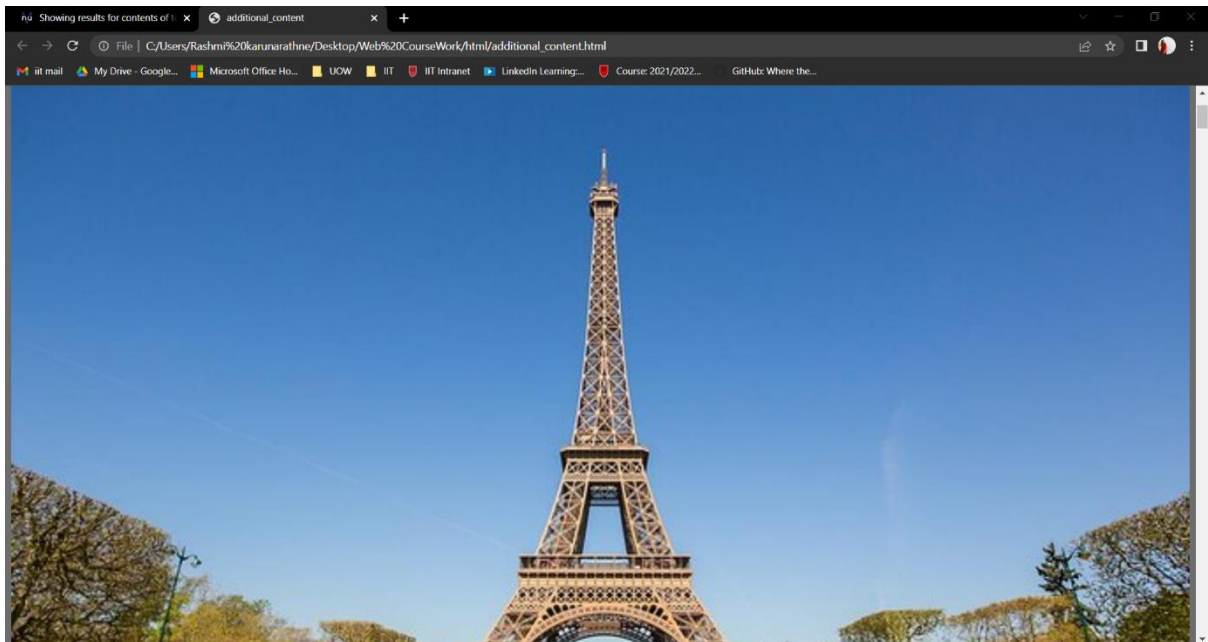 Showing results for contents of t
additional_content
File | C:/Users/Rashmi%20karunarathne/Desktop/Web%20CourseWork/html/additional_content.html
iit mail My Drive - Google... Microsoft Office Ho... UOW IIT IIT Intranet LinkedIn Learning:... Course: 2021/2022... GitHub: Where the...